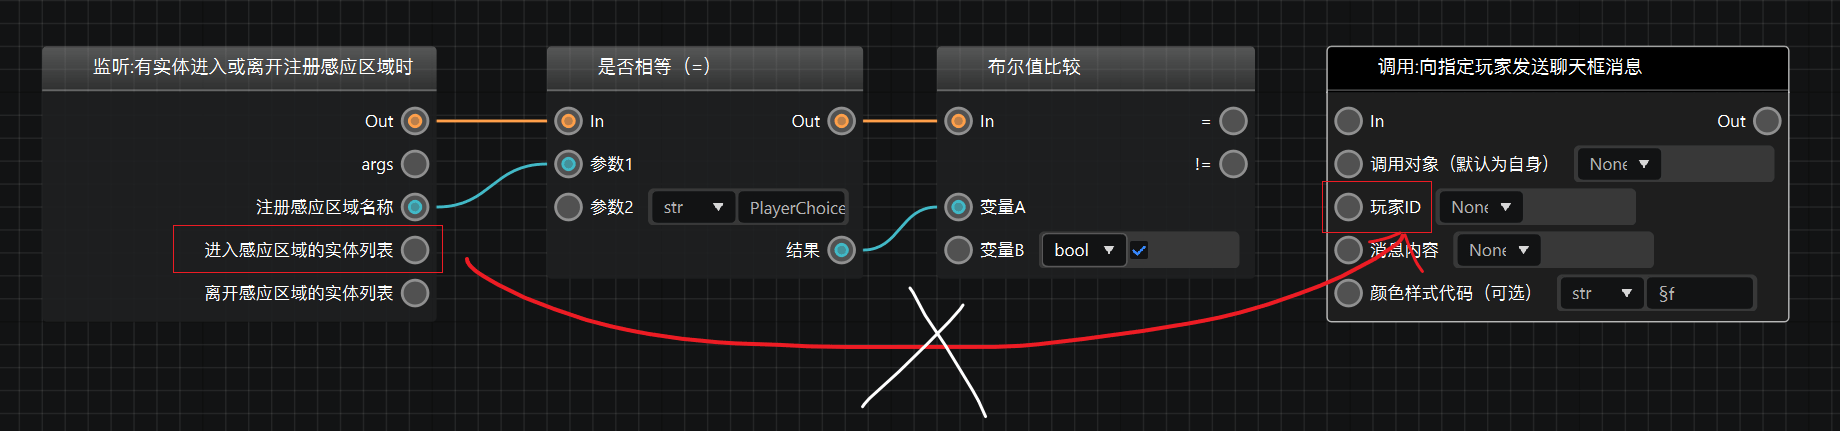 监听:有实体进入或离开注册感应区域时
Out
args
注册感应区域名称
进入感应区域的实体列表
离开感应区域的实体列表
是否相等（=）
In Out
参数1
参数2 str PlayerChoice
结果
布尔值比较
In =
!=
变量A
变量B bool
调用:向指定玩家发送聊天框消息
In Out
调用对象（默认为自身） None
玩家ID None
消息内容 None
颜色样式代码（可选） str §f